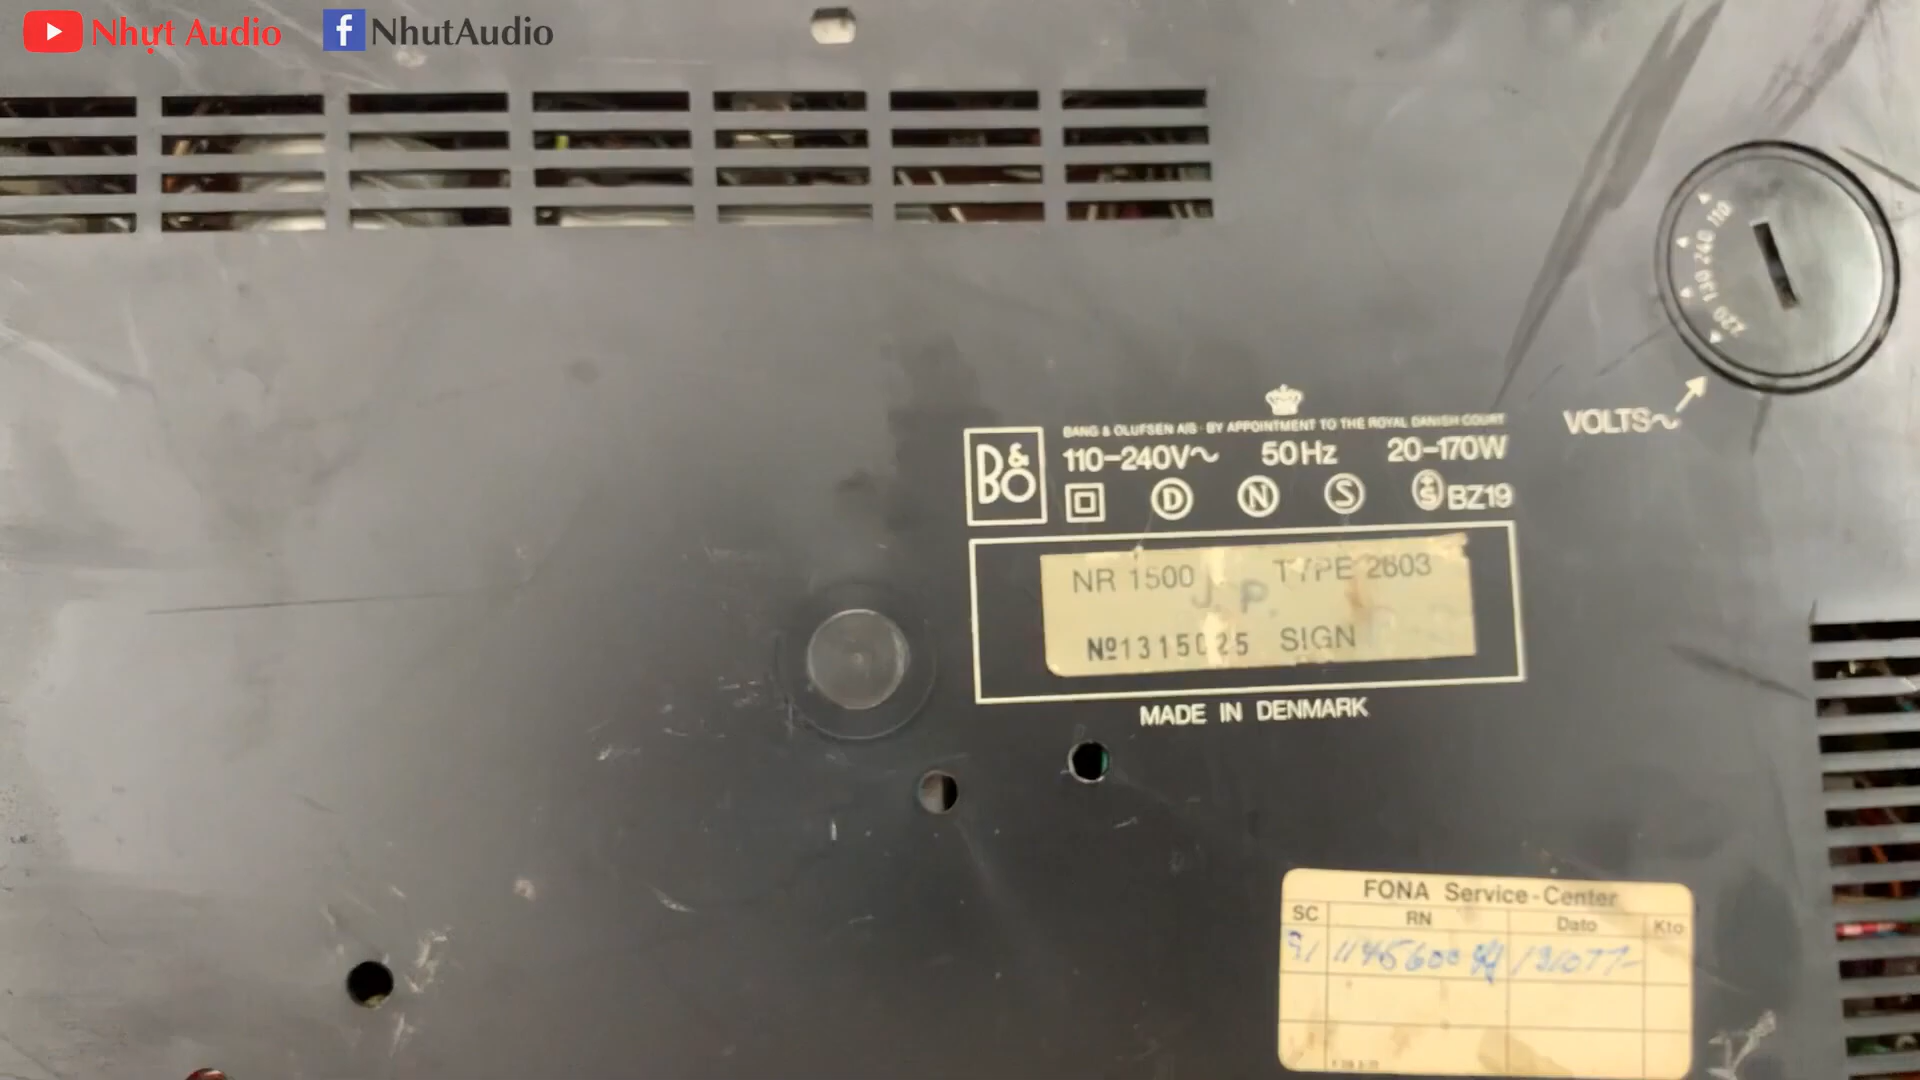 Nhựt Audio
NhutAudio
110
240
130
220
VOLTS~
BANG & OLUFSEN A/S · BY APPOINTMENT TO THE ROYAL DANISH COURT
B&O
110-240V~ 50Hz 20-170W
D N S S BZ19
NR 1500 TYPE 2603
J. P.
Nº1315025 SIGN
MADE IN DENMARK
FONA Service-Center
SC RN Dato Kto
1145600 131077-